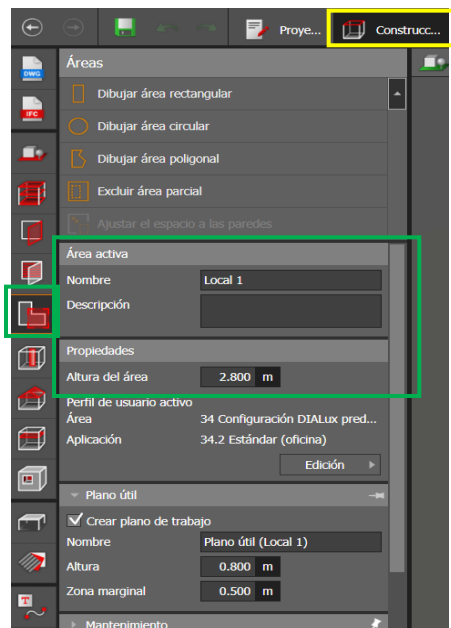 Proye... Construcc...
DWG
IFC
T
Áreas
Dibujar área rectangular
Dibujar área circular
Dibujar área poligonal
Excluir área parcial
Ajustar el espacio a las paredes
Área activa
Nombre Local 1
Descripción
Propiedades
Altura del área 2.800 m
Perfil de usuario activo
Área 34 Configuración DIALux pred...
Aplicación 34.2 Estándar (oficina)
Edición
Plano útil
Crear plano de trabajo
Nombre Plano útil (Local 1)
Altura 0.800 m
Zona marginal 0.500 m
Mantenimiento